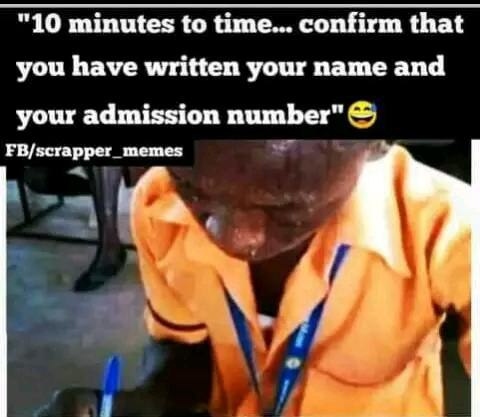 "10 minutes to time... confirm that
you have written your name and
your admission number"😅
FB/scrapper_memes